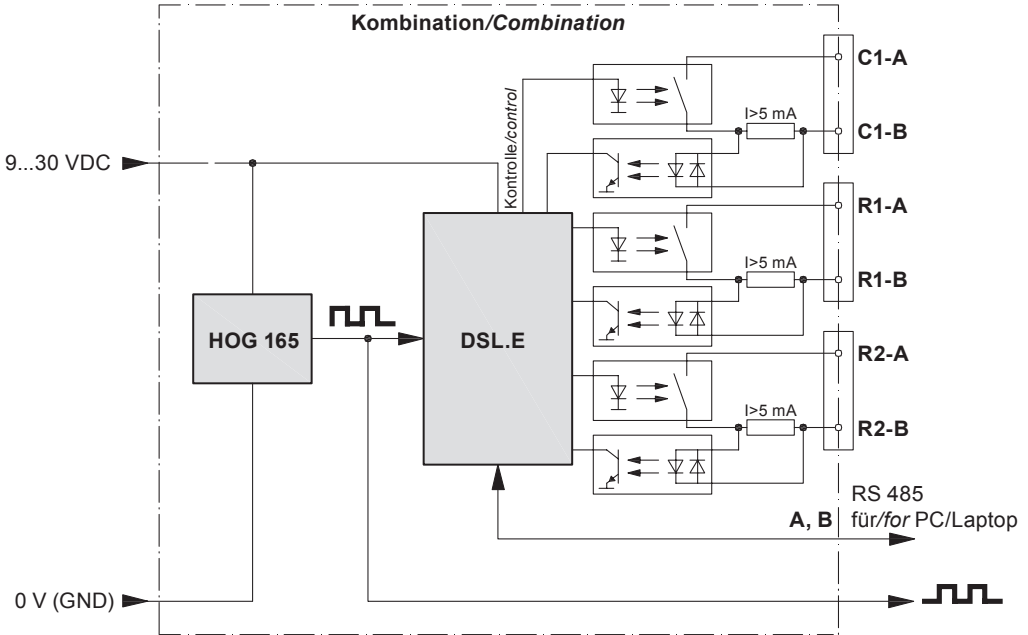 Kombination/Combination
C1-A
Kontrolle/control
I>5 mA
C1-B
9...30 VDC
R1-A
I>5 mA
R1-B
HOG 165
DSL.E
R2-A
I>5 mA
R2-B
RS 485
A, B für/for PC/Laptop
0 V (GND)